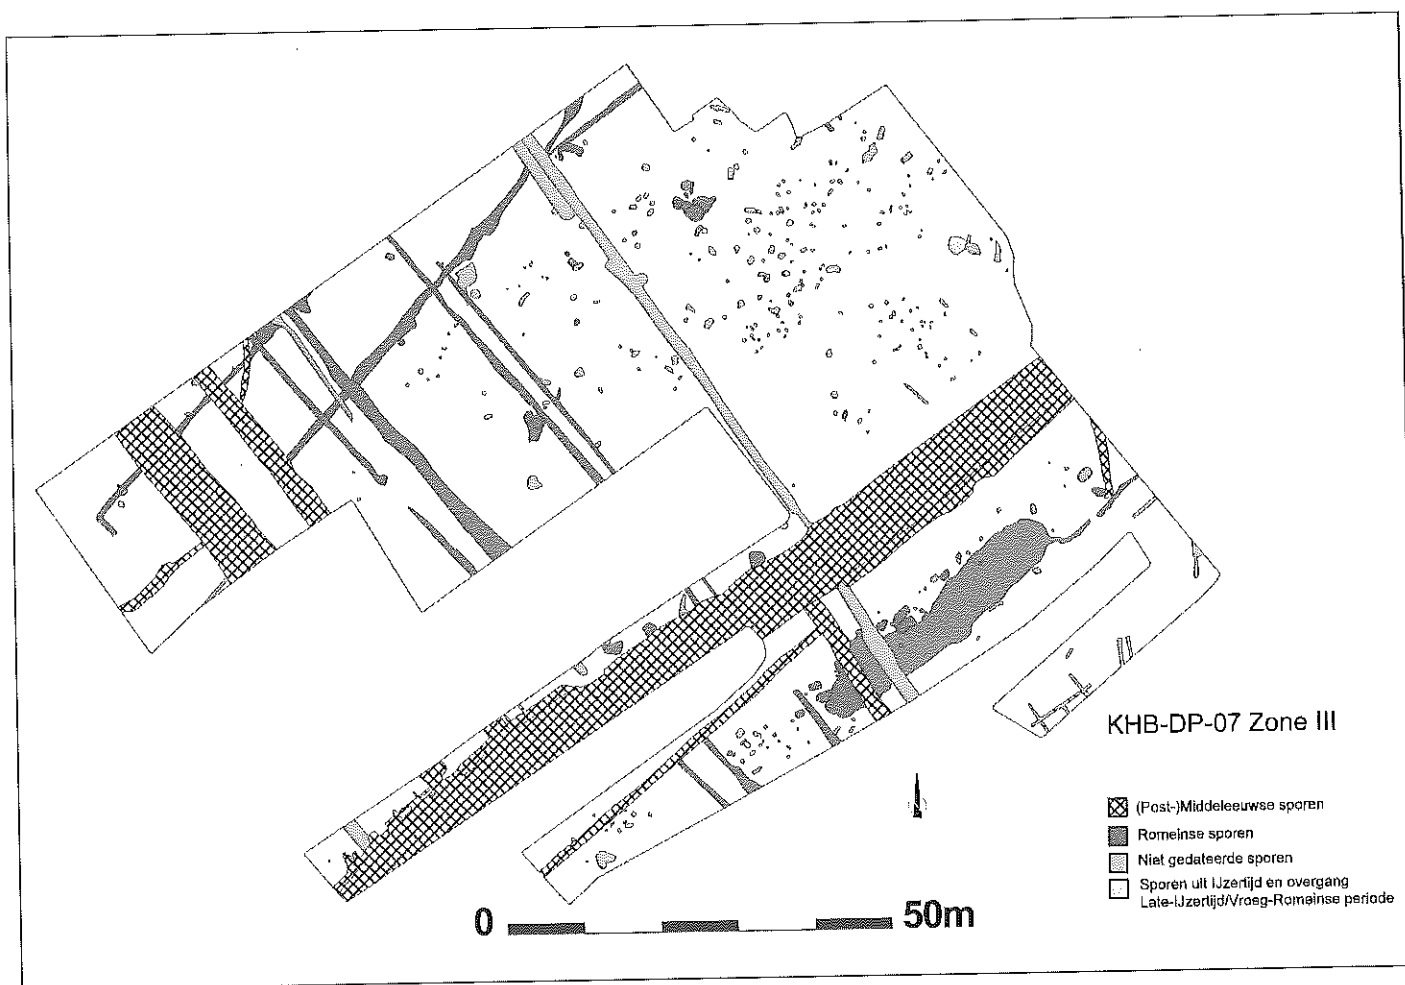 KHB-DP-07 Zone III
(Post-)Middeleeuwse sporen
Romeinse sporen
Niet gedateerde sporen
Sporen uit IJzertijd en overgang
Late-IJzertijd/Vroeg-Romeinse periode
0 50m